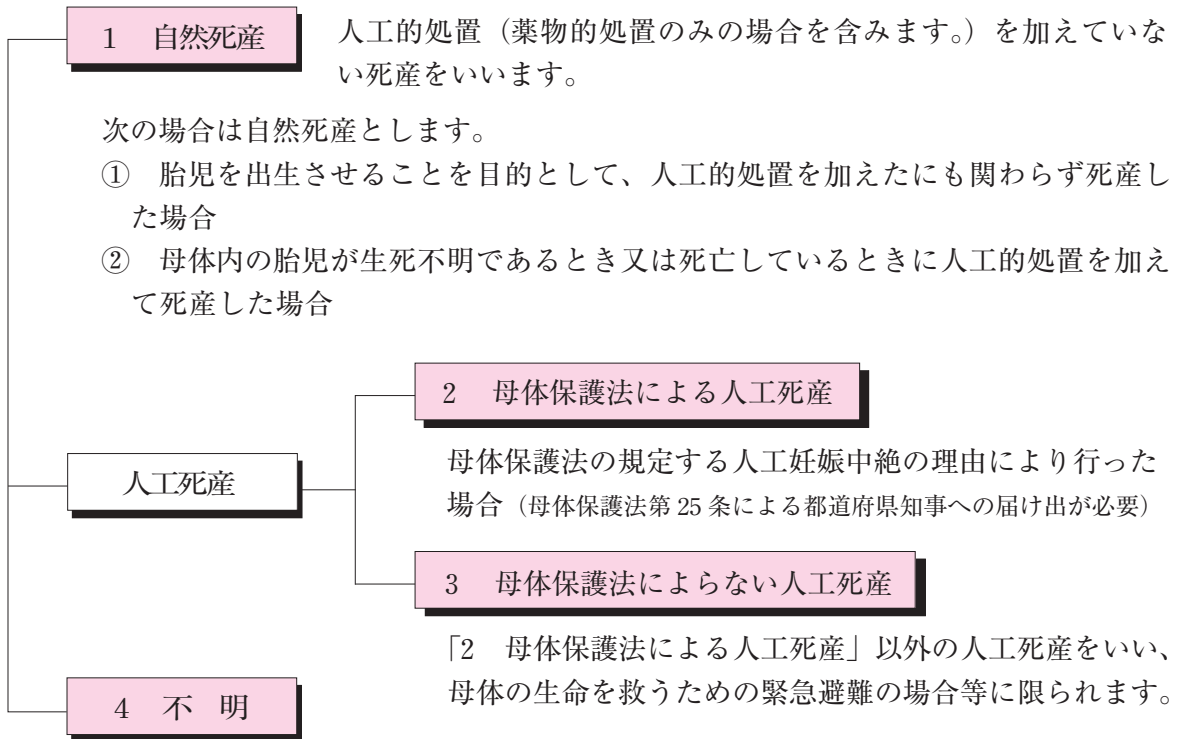 1　自然死産
人工的処置（薬物的処置のみの場合を含みます。）を加えていな
い死産をいいます。
次の場合は自然死産とします。
①　胎児を出生させることを目的として、人工的処置を加えたにも関わらず死産し
た場合
②　母体内の胎児が生死不明であるとき又は死亡しているときに人工的処置を加え
て死産した場合
人工死産
2　母体保護法による人工死産
母体保護法の規定する人工妊娠中絶の理由により行った
場合（母体保護法第 25 条による都道府県知事への届け出が必要）
3　母体保護法によらない人工死産
「2　母体保護法による人工死産」以外の人工死産をいい、
母体の生命を救うための緊急避難の場合等に限られます。
4　不　明